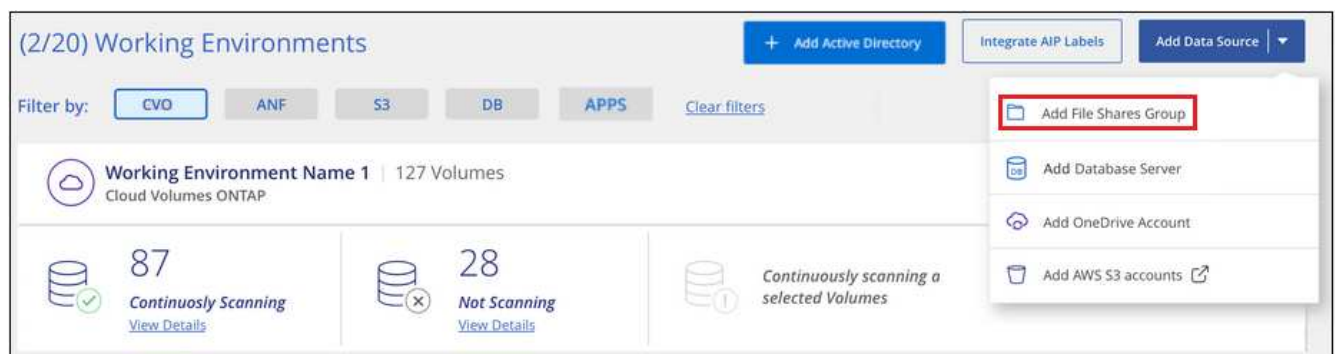 (2/20) Working Environments
+ Add Active Directory
Integrate AIP Labels
Add Data Source
Filter by:
CVO
ANF
S3
DB
APPS
Clear filters
Add File Shares Group
DB
Add Database Server
Add OneDrive Account
Add AWS S3 accounts
Working Environment Name 1 | 127 Volumes
Cloud Volumes ONTAP
87
Continuosly Scanning
View Details
28
Not Scanning
View Details
Continuously scanning a
selected Volumes